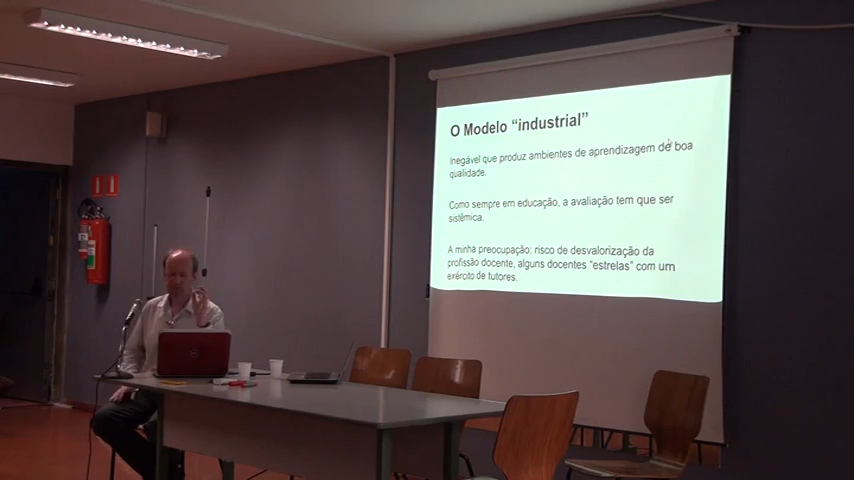 O Modelo “industrial”
Inegável que produz ambientes de aprendizagem de boa
qualidade.
Como sempre em educação, a avaliação tem que ser
sistêmica.
A minha preocupação: risco de desvalorização da
profissão docente, alguns docentes "estrelas" com um
exército de tutores.